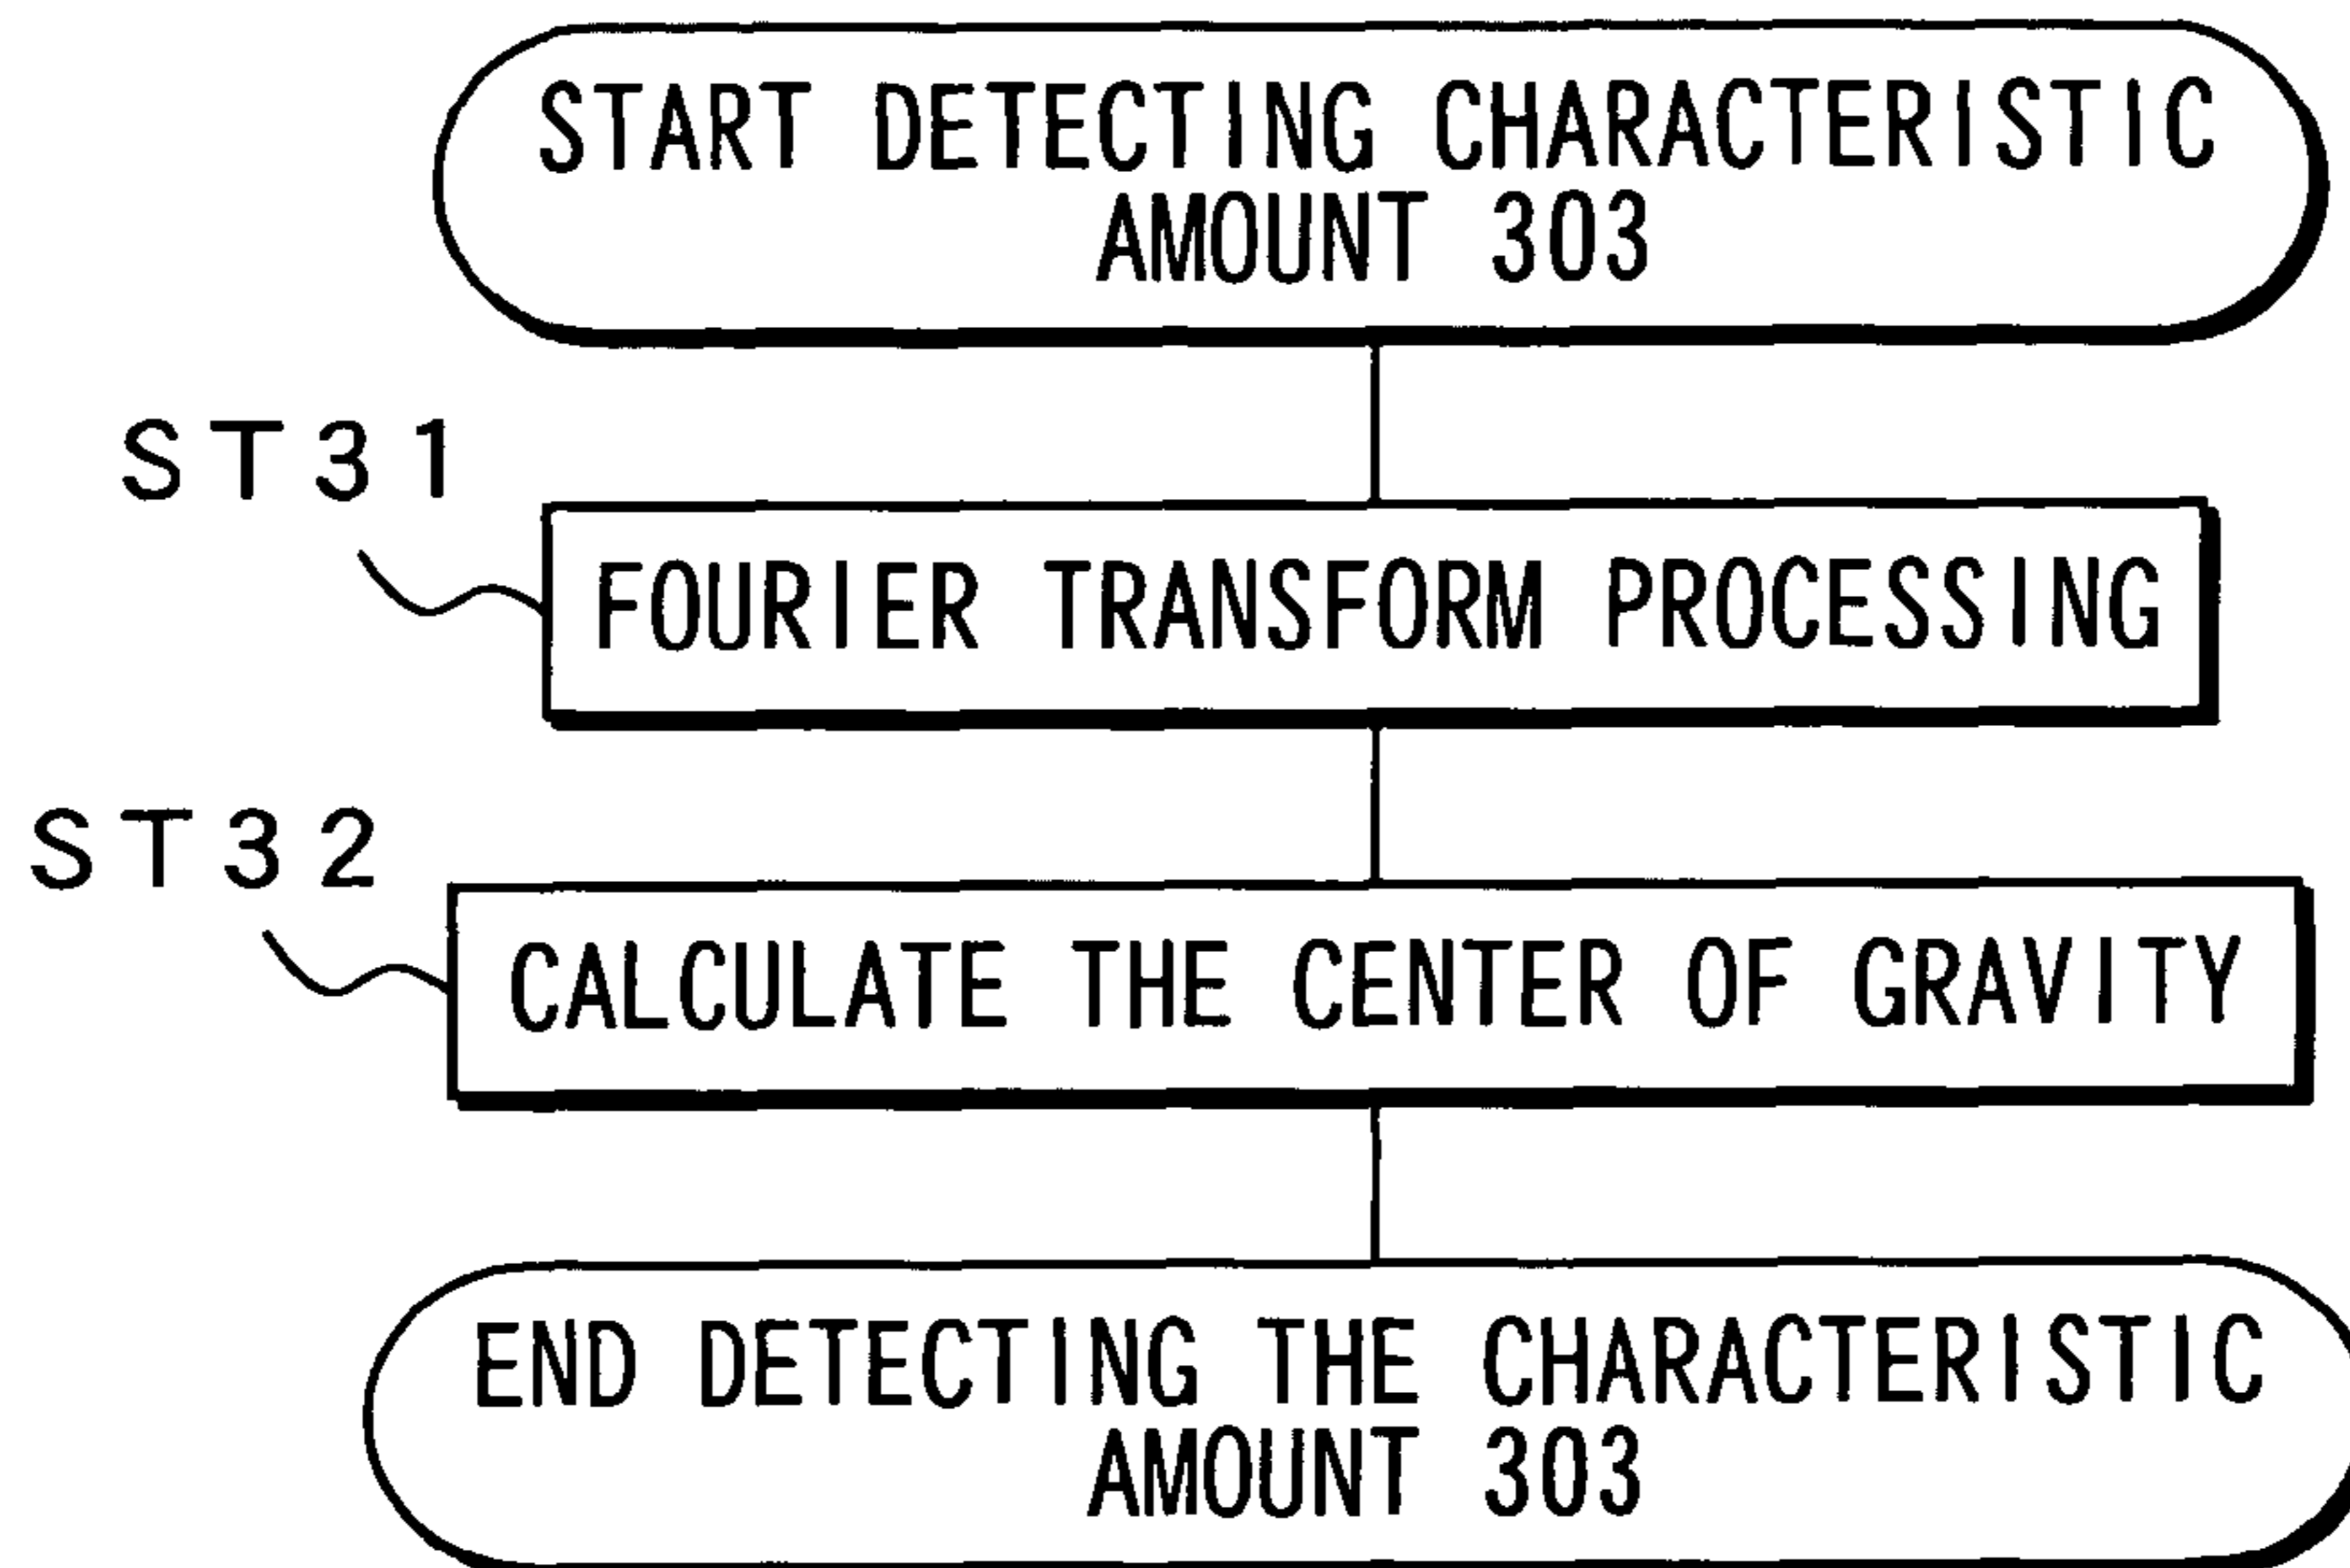 START DETECTING CHARACTERISTIC
AMOUNT 303
ST31
FOURIER TRANSFORM PROCESSING
ST32
CALCULATE THE CENTER OF GRAVITY
END DETECTING THE CHARACTERISTIC
AMOUNT 303